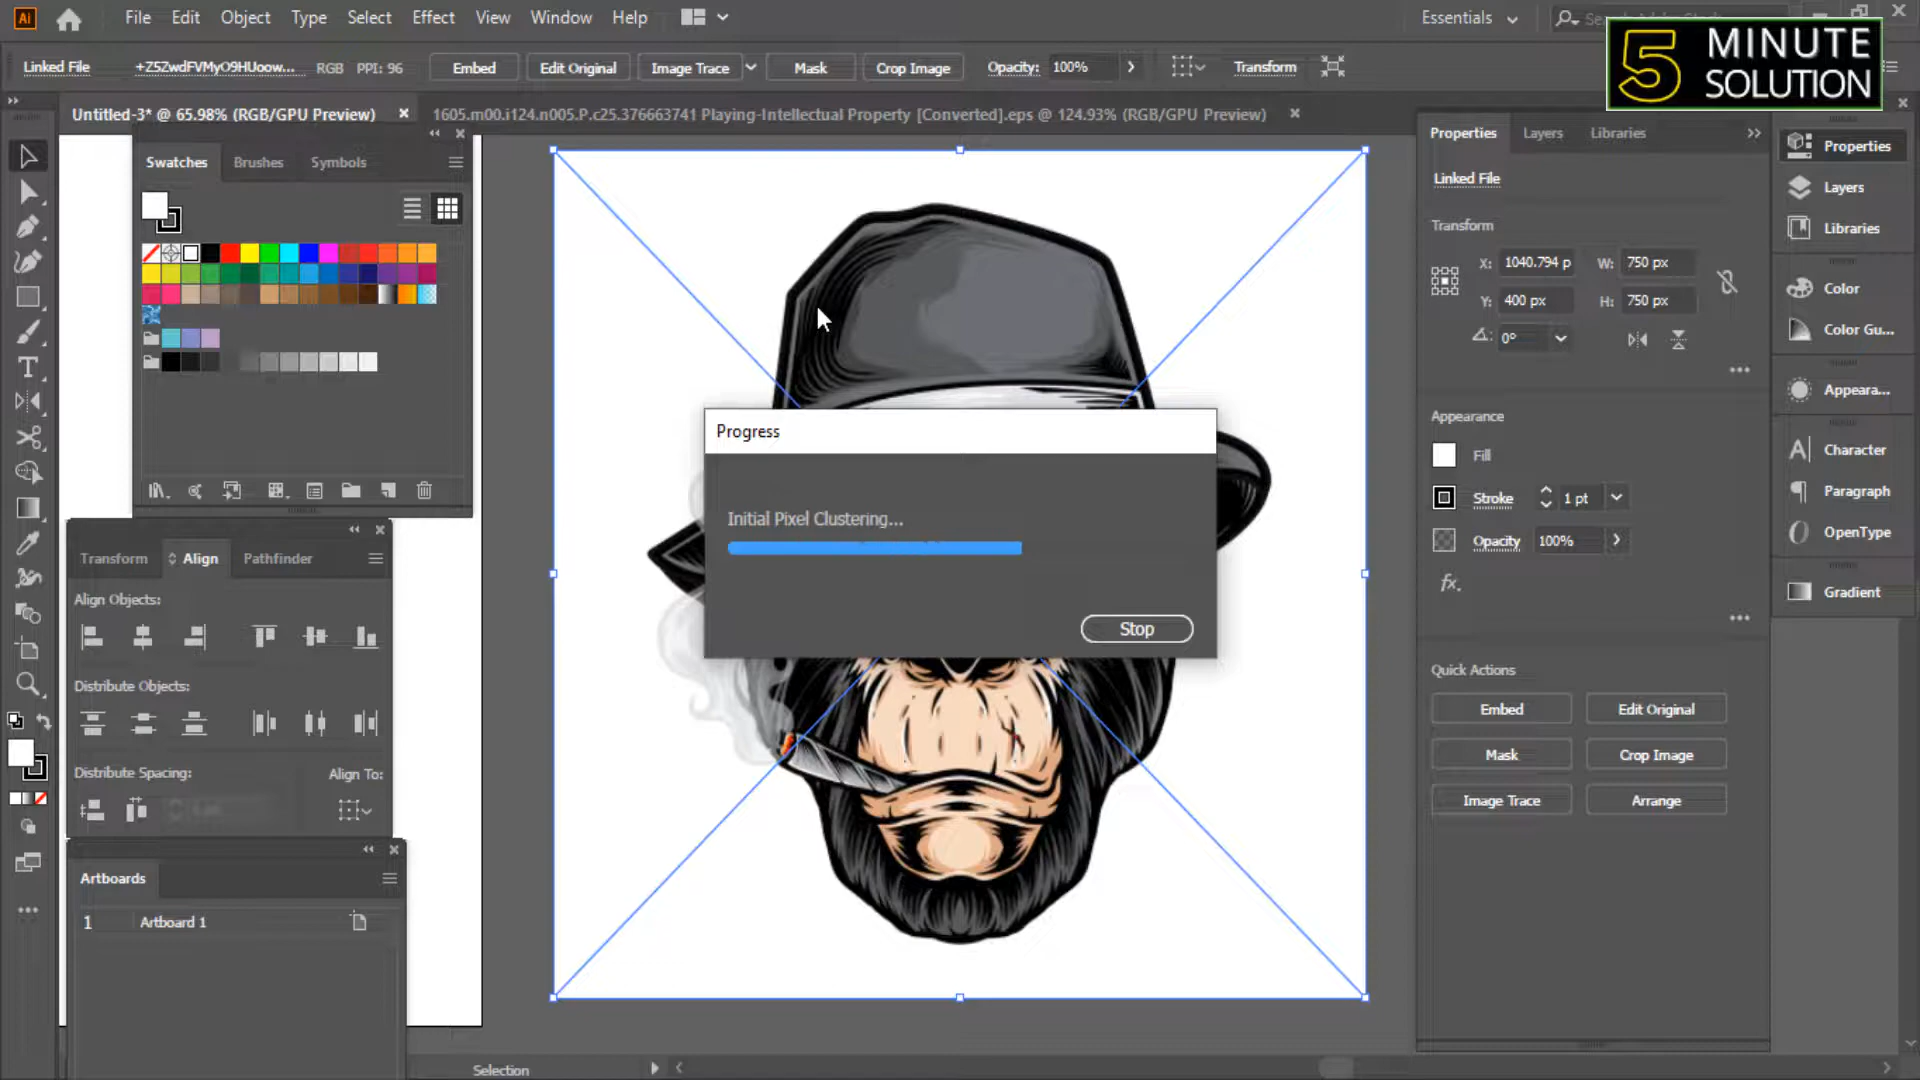 Ai File Edit Object Type Select Effect View Window Help Essentials
5 MINUTE SOLUTION
Linked File +Z5ZwdFVMyO9HUoow... RGB PPI: 96 Embed Edit Original Image Trace Mask Crop Image Opacity: 100% Transform
Untitled-3* @ 65.98% (RGB/GPU Preview) 1605.m00.i124.n005.P.c25.376663741 Playing-Intellectual Property [Converted].eps @ 124.93% (RGB/GPU Preview)
Swatches Brushes Symbols
Transform Align Pathfinder
Align Objects:
Distribute Objects:
Distribute Spacing: Align To:
Artboards
1 Artboard 1
Progress
Initial Pixel Clustering...
Stop
Selection
Properties Layers Libraries
Linked File
Transform
X: 1040.794 p W: 750 px
Y: 400 px H: 750 px
0°
Appearance
Fill
Stroke 1 pt
Opacity 100%
fx.
Quick Actions
Embed Edit Original
Mask Crop Image
Image Trace Arrange
Properties
Layers
Libraries
Color
Color Gu...
Appeara...
Character
Paragraph
OpenType
Gradient